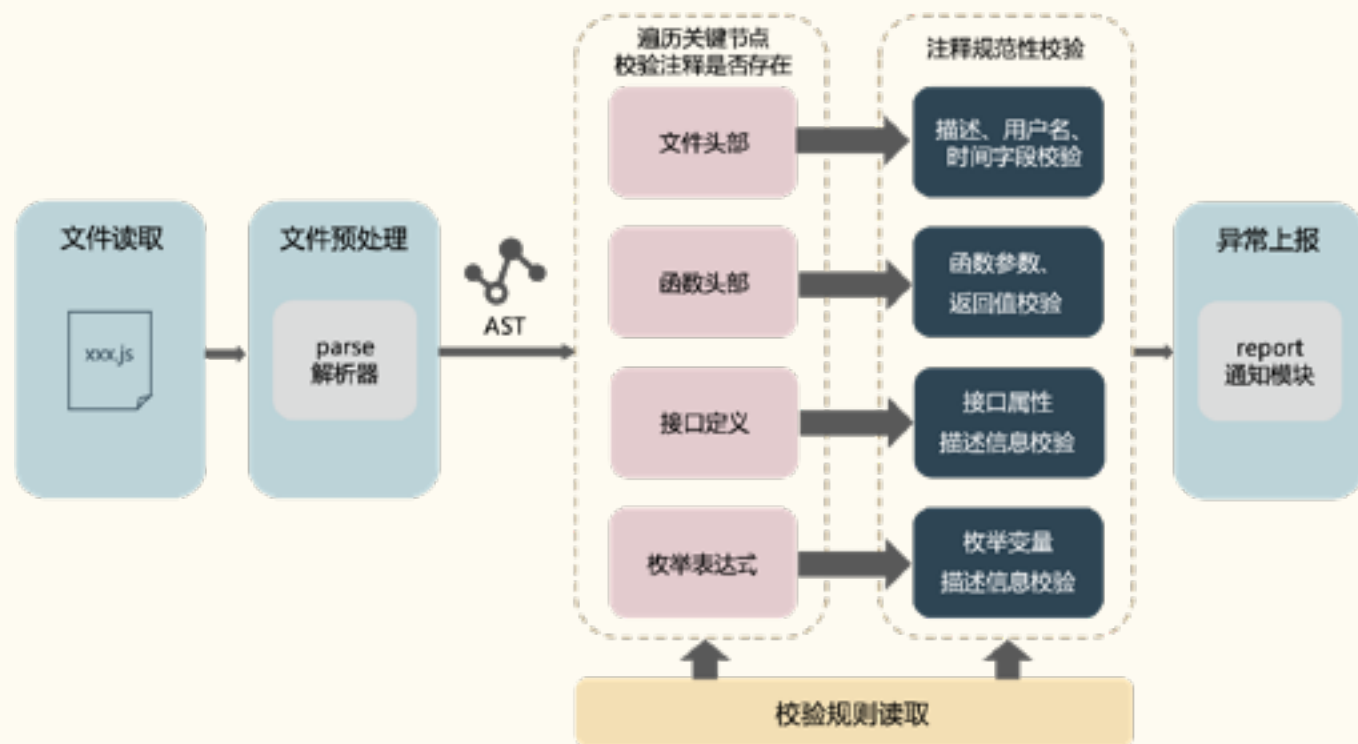 文件读取
xxx.js
文件预处理
parse
解析器
AST
遍历关键节点
校验注释是否存在
文件头部
函数头部
接口定义
枚举表达式
注释规范性校验
描述、用户名、
时间字段校验
函数参数、
返回值校验
接口属性
描述信息校验
枚举变量
描述信息校验
异常上报
report
通知模块
校验规则读取